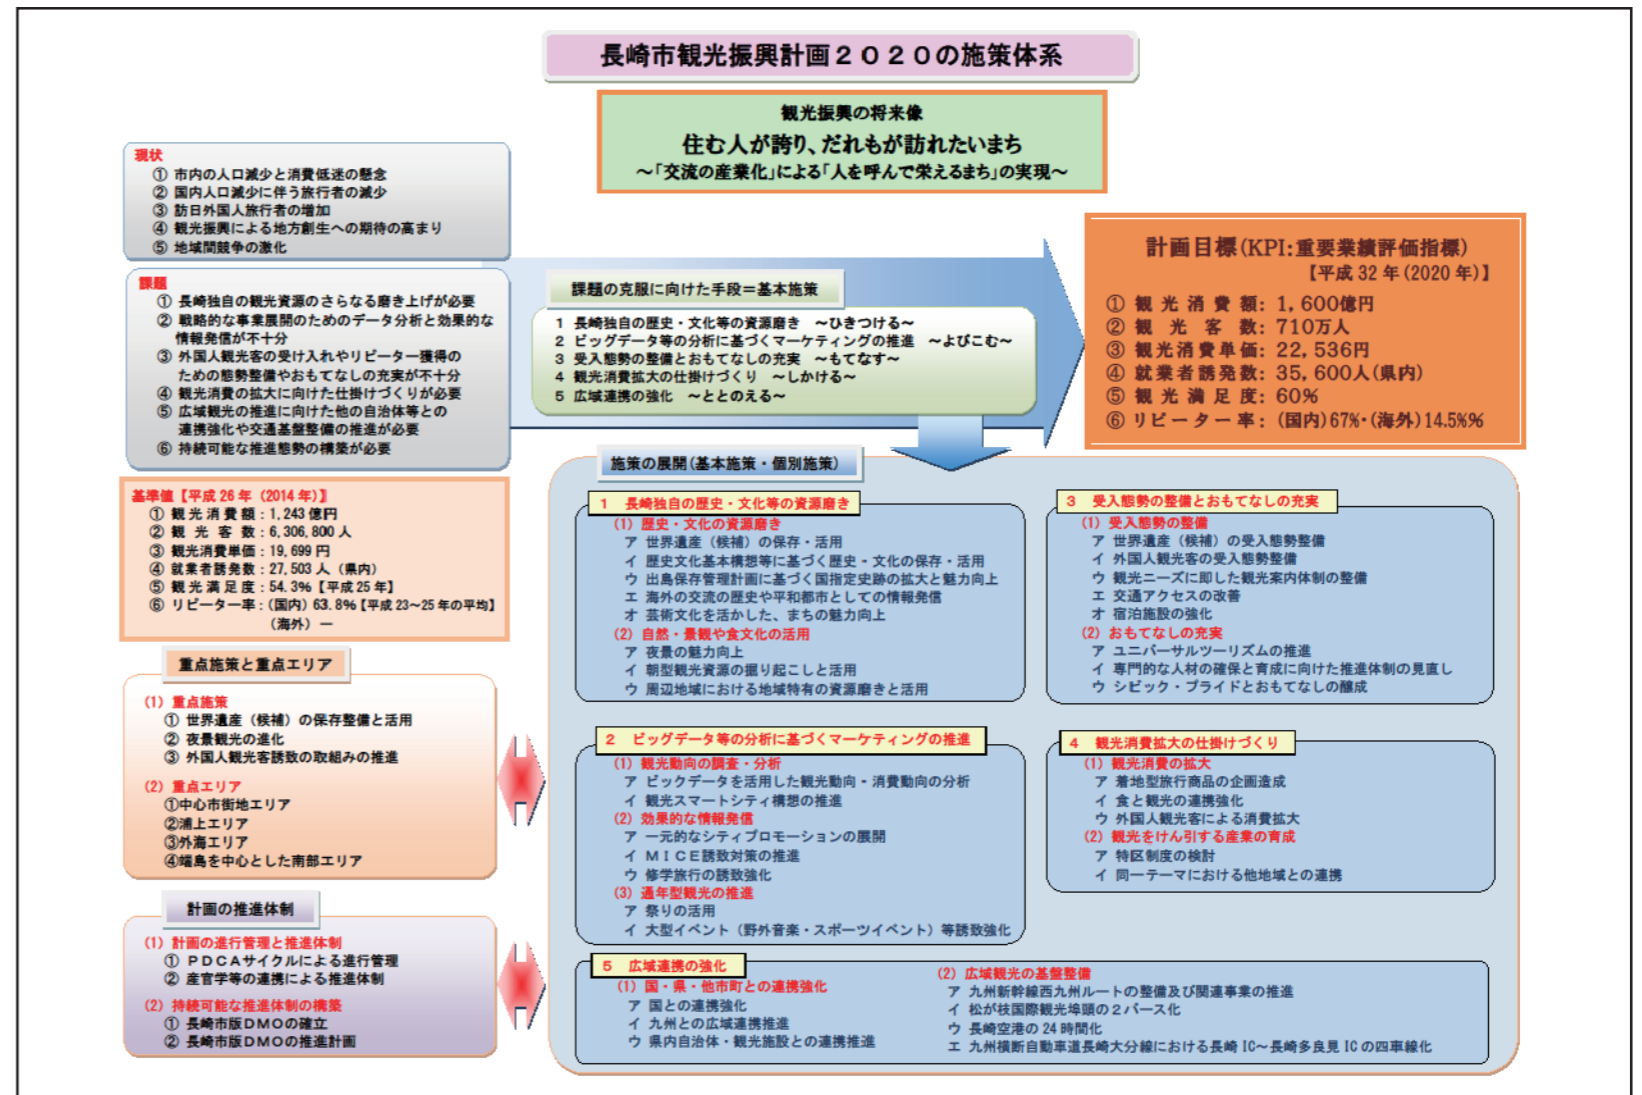 長崎市観光振興計画2020の施策体系
観光振興の将来像
住む人が誇り、だれもが訪れたいまち
～「交流の産業化」による「人を呼んで栄えるまち」の実現～
現状
① 市内の人口減少と消費低迷の懸念
② 国内人口減少に伴う旅行者の減少
③ 訪日外国人旅行者の増加
④ 観光振興による地方創生への期待の高まり
⑤ 地域間競争の激化
課題
① 長崎独自の観光資源のさらなる磨き上げが必要
② 戦略的な事業展開のためのデータ分析と効果的な
情報発信が不十分
③ 外国人観光客の受け入れやリピーター獲得の
ための態勢整備やおもてなしの充実が不十分
④ 観光消費の拡大に向けた仕掛けづくりが必要
⑤ 広域観光の推進に向けた他の自治体等との
連携強化や交通基盤整備の推進が必要
⑥ 持続可能な推進態勢の構築が必要
課題の克服に向けた手段＝基本施策
1 長崎独自の歴史・文化等の資源磨き ～ひきつける～
2 ビッグデータ等の分析に基づくマーケティングの推進 ～よびこむ～
3 受入態勢の整備とおもてなしの充実 ～もてなす～
4 観光消費拡大の仕掛けづくり ～しかける～
5 広域連携の強化 ～ととのえる～
計画目標(KPI:重要業績評価指標)
【平成32年(2020年)】
① 観光消費額: 1,600億円
② 観光客数: 710万人
③ 観光消費単価: 22,536円
④ 就業者誘発数: 35,600人(県内)
⑤ 観光満足度: 60%
⑥ リピーター率: (国内)67%・(海外)14.5%%
基準値【平成26年(2014年)】
① 観光消費額：1,243億円
② 観光客数：6,306,800人
③ 観光消費単価：19,699円
④ 就業者誘発数：27,503人（県内）
⑤ 観光満足度：54.3%【平成25年】
⑥ リピーター率：（国内）63.8%【平成23～25年の平均】
（海外）―
重点施策と重点エリア
(1) 重点施策
① 世界遺産（候補）の保存整備と活用
② 夜景観光の進化
③ 外国人観光客誘致の取組みの推進
(2) 重点エリア
①中心市街地エリア
②浦上エリア
③外海エリア
④端島を中心とした南部エリア
計画の推進体制
(1) 計画の進行管理と推進体制
① PDCAサイクルによる進行管理
② 産官学等の連携による推進体制
(2) 持続可能な推進体制の構築
① 長崎市版DMOの確立
② 長崎市版DMOの推進計画
施策の展開(基本施策・個別施策)
1 長崎独自の歴史・文化等の資源磨き
(1) 歴史・文化の資源磨き
ア 世界遺産（候補）の保存・活用
イ 歴史文化基本構想等に基づく歴史・文化の保存・活用
ウ 出島保存管理計画に基づく国指定史跡の拡大と魅力向上
エ 海外の交流の歴史や平和都市としての情報発信
オ 芸術文化を活かした、まちの魅力向上
(2) 自然・景観や食文化の活用
ア 夜景の魅力向上
イ 朝型観光資源の掘り起こしと活用
ウ 周辺地域における地域特有の資源磨きと活用
2 ビッグデータ等の分析に基づくマーケティングの推進
(1) 観光動向の調査・分析
ア ビックデータを活用した観光動向・消費動向の分析
イ 観光スマートシティ構想の推進
(2) 効果的な情報発信
ア 一元的なシティプロモーションの展開
イ MICE誘致対策の推進
ウ 修学旅行の誘致強化
(3) 通年型観光の推進
ア 祭りの活用
イ 大型イベント（野外音楽・スポーツイベント）等誘致強化
3 受入態勢の整備とおもてなしの充実
(1) 受入態勢の整備
ア 世界遺産（候補）の受入態勢整備
イ 外国人観光客の受入態勢整備
ウ 観光ニーズに即した観光案内体制の整備
エ 交通アクセスの改善
オ 宿泊施設の強化
(2) おもてなしの充実
ア ユニバーサルツーリズムの推進
イ 専門的な人材の確保と育成に向けた推進体制の見直し
ウ シビック・プライドとおもてなしの醸成
4 観光消費拡大の仕掛けづくり
(1) 観光消費の拡大
ア 着地型旅行商品の企画造成
イ 食と観光の連携強化
ウ 外国人観光客による消費拡大
(2) 観光をけん引する産業の育成
ア 特区制度の検討
イ 同一テーマにおける他地域との連携
5 広域連携の強化
(1) 国・県・他市町との連携強化
ア 国との連携強化
イ 九州との広域連携推進
ウ 県内自治体・観光施設との連携推進
(2) 広域観光の基盤整備
ア 九州新幹線西九州ルートの整備及び関連事業の推進
イ 松が枝国際観光埠頭の2バース化
ウ 長崎空港の24時間化
エ 九州横断自動車道長崎大分線における長崎IC～長崎多良見ICの四車線化